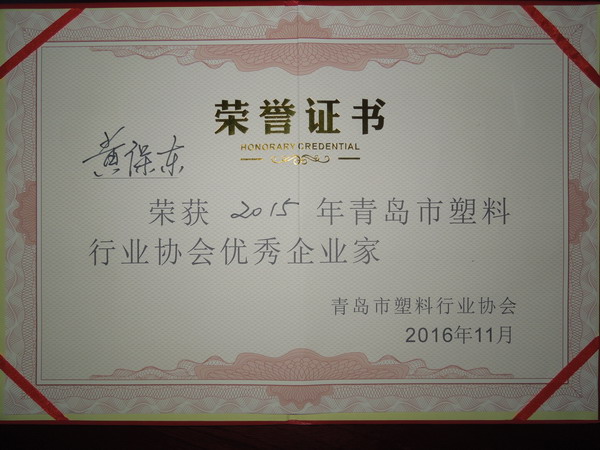 荣誉证书
HONORARY CREDENTIAL
黄保东
荣获 2015 年青岛市塑料
行业协会优秀企业家
青岛市塑料行业协会
2016年11月